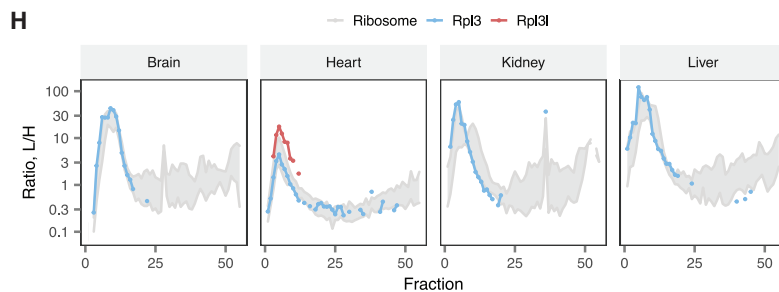 H
Ribosome Rpl3 Rpl3l
Brain Heart Kidney Liver
Ratio, L/H
100
30
10
3
1
0.3
0.1
0 25 50 0 25 50 0 25 50 0 25 50
Fraction